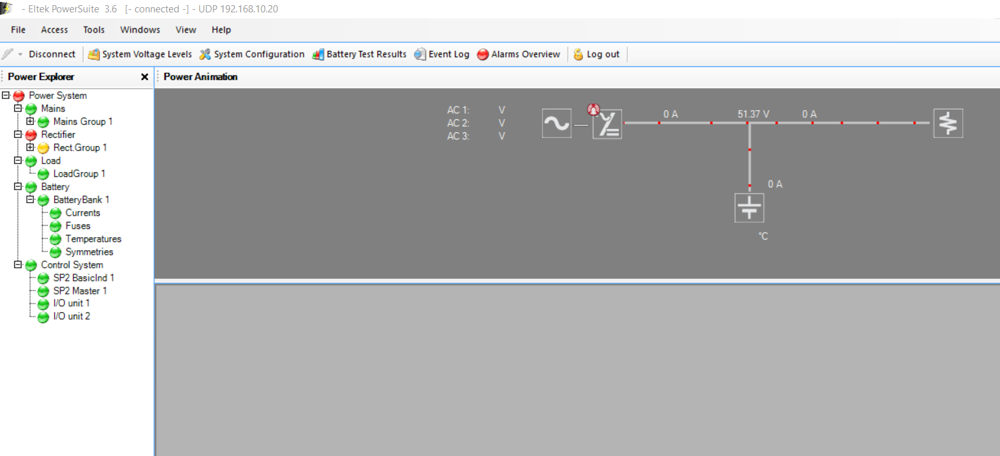 - Eltek PowerSuite 3.6 [- connected -] - UDP 192.168.10.20
File Access Tools Windows View Help
Disconnect System Voltage Levels System Configuration Battery Test Results Event Log Alarms Overview Log out
Power Explorer
Power Animation
Power System
Mains
Mains Group 1
Rectifier
Rect.Group 1
Load
LoadGroup 1
Battery
BatteryBank 1
Currents
Fuses
Temperatures
Symmetries
Control System
SP2 BasicInd 1
SP2 Master 1
I/O unit 1
I/O unit 2
AC 1: V
AC 2: V
AC 3: V
0 A 51.37 V 0 A
0 A
°C